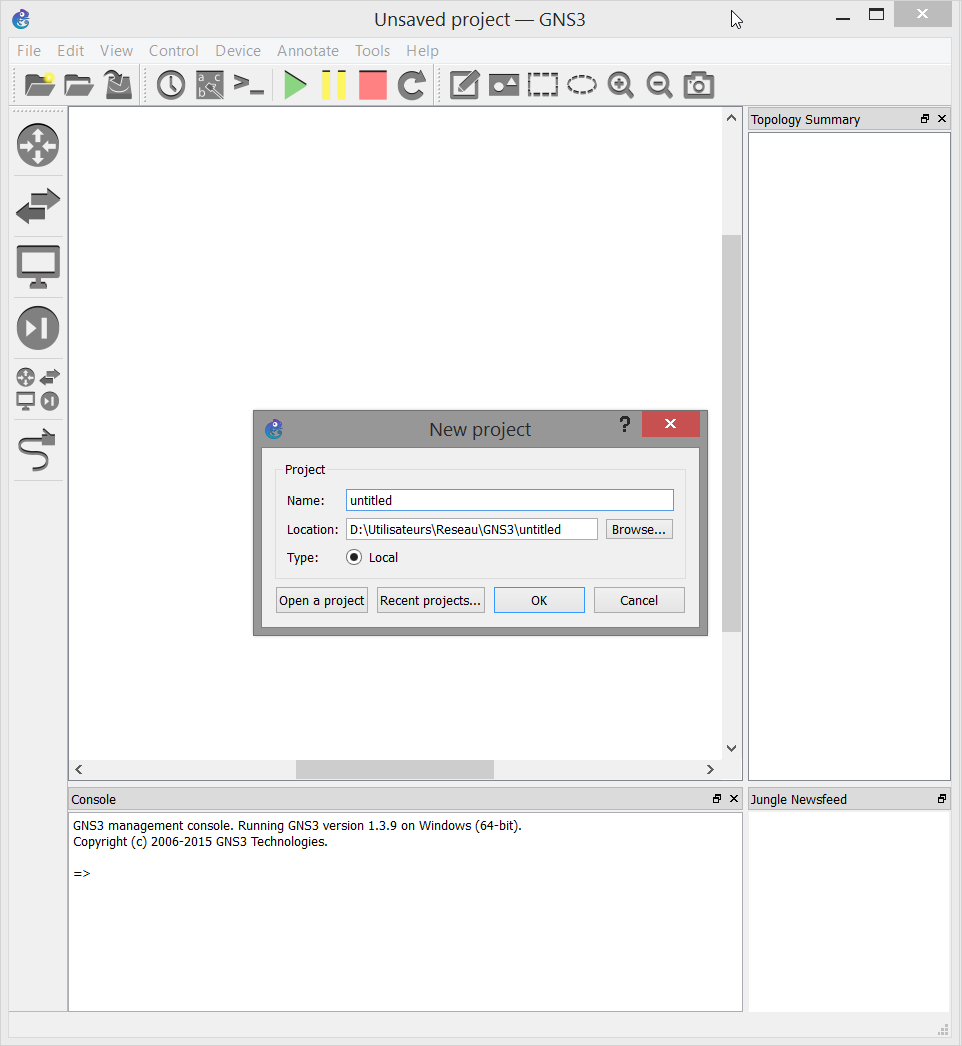 Unsaved project — GNS3
File Edit View Control Device Annotate Tools Help
Topology Summary
New project
Project
Name: untitled
Location: D:\Utilisateurs\Reseau\GNS3\untitled Browse...
Type: Local
Open a project Recent projects... OK Cancel
Console
GNS3 management console. Running GNS3 version 1.3.9 on Windows (64-bit).
Copyright (c) 2006-2015 GNS3 Technologies.
=>
Jungle Newsfeed